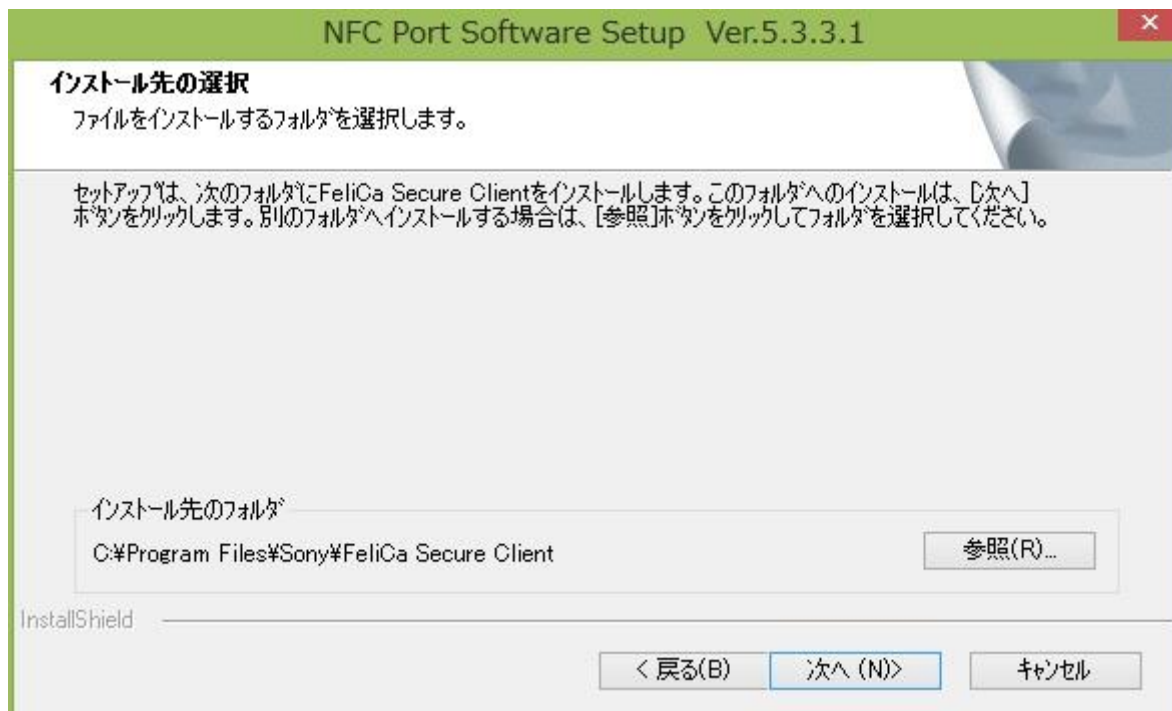 NFC Port Software Setup Ver.5.3.3.1
インストール先の選択
ファイルをインストールするフォルダを選択します。
セットアップは、次のフォルダにFeliCa Secure Clientをインストールします。このフォルダへのインストールは、[次へ]
ボタンをクリックします。別のフォルダへインストールする場合は、[参照]ボタンをクリックしてフォルダを選択してください。
インストール先のフォルダ
C:¥Program Files¥Sony¥FeliCa Secure Client
参照(R)...
InstallShield
< 戻る(B)
次へ (N)>
キャンセル